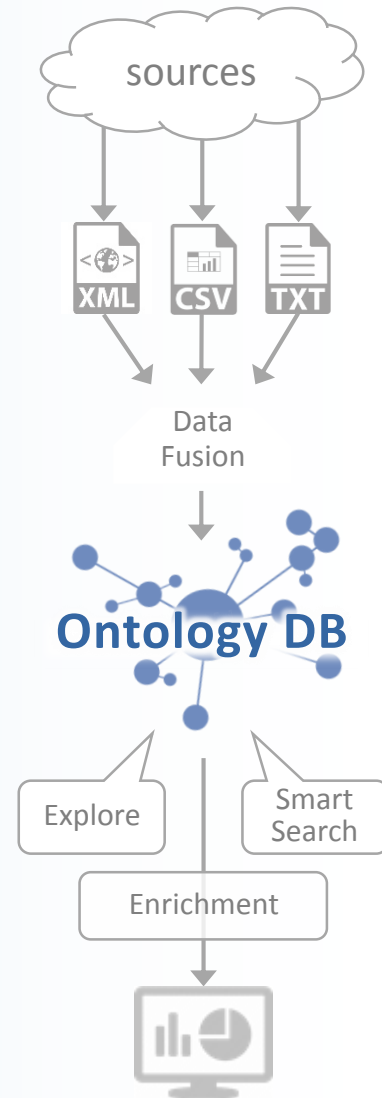 sources
XML
CSV
TXT
Data
Fusion
Ontology DB
Explore
Smart
Search
Enrichment